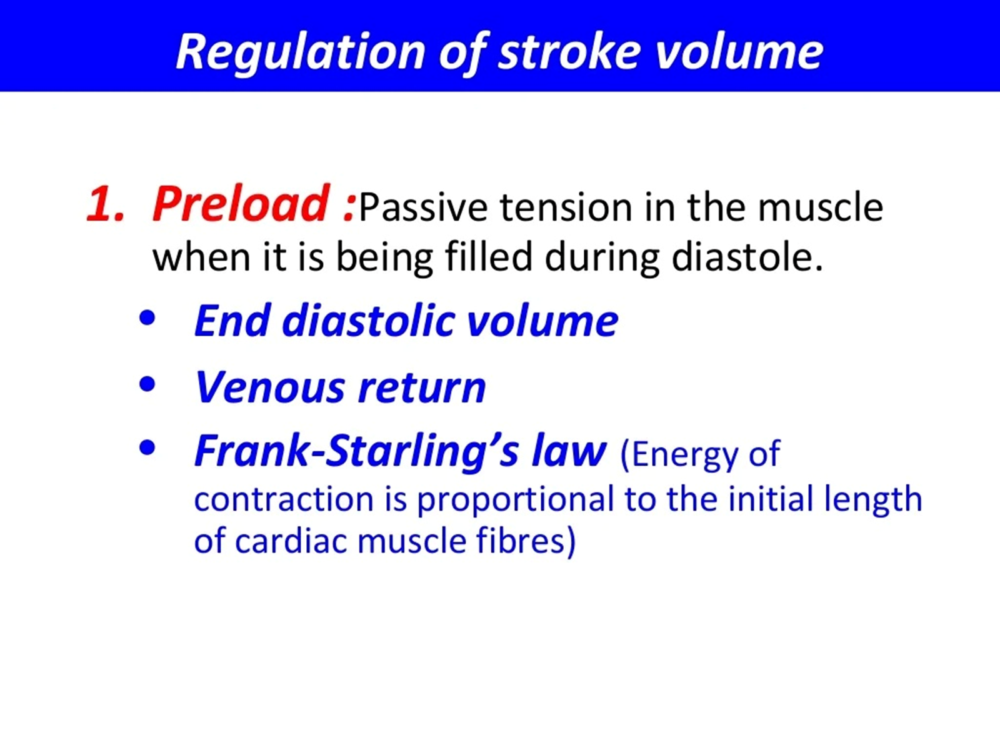 Regulation of stroke volume
1. Preload :Passive tension in the muscle
when it is being filled during diastole.
• End diastolic volume
• Venous return
• Frank-Starling’s law (Energy of
contraction is proportional to the initial length
of cardiac muscle fibres)